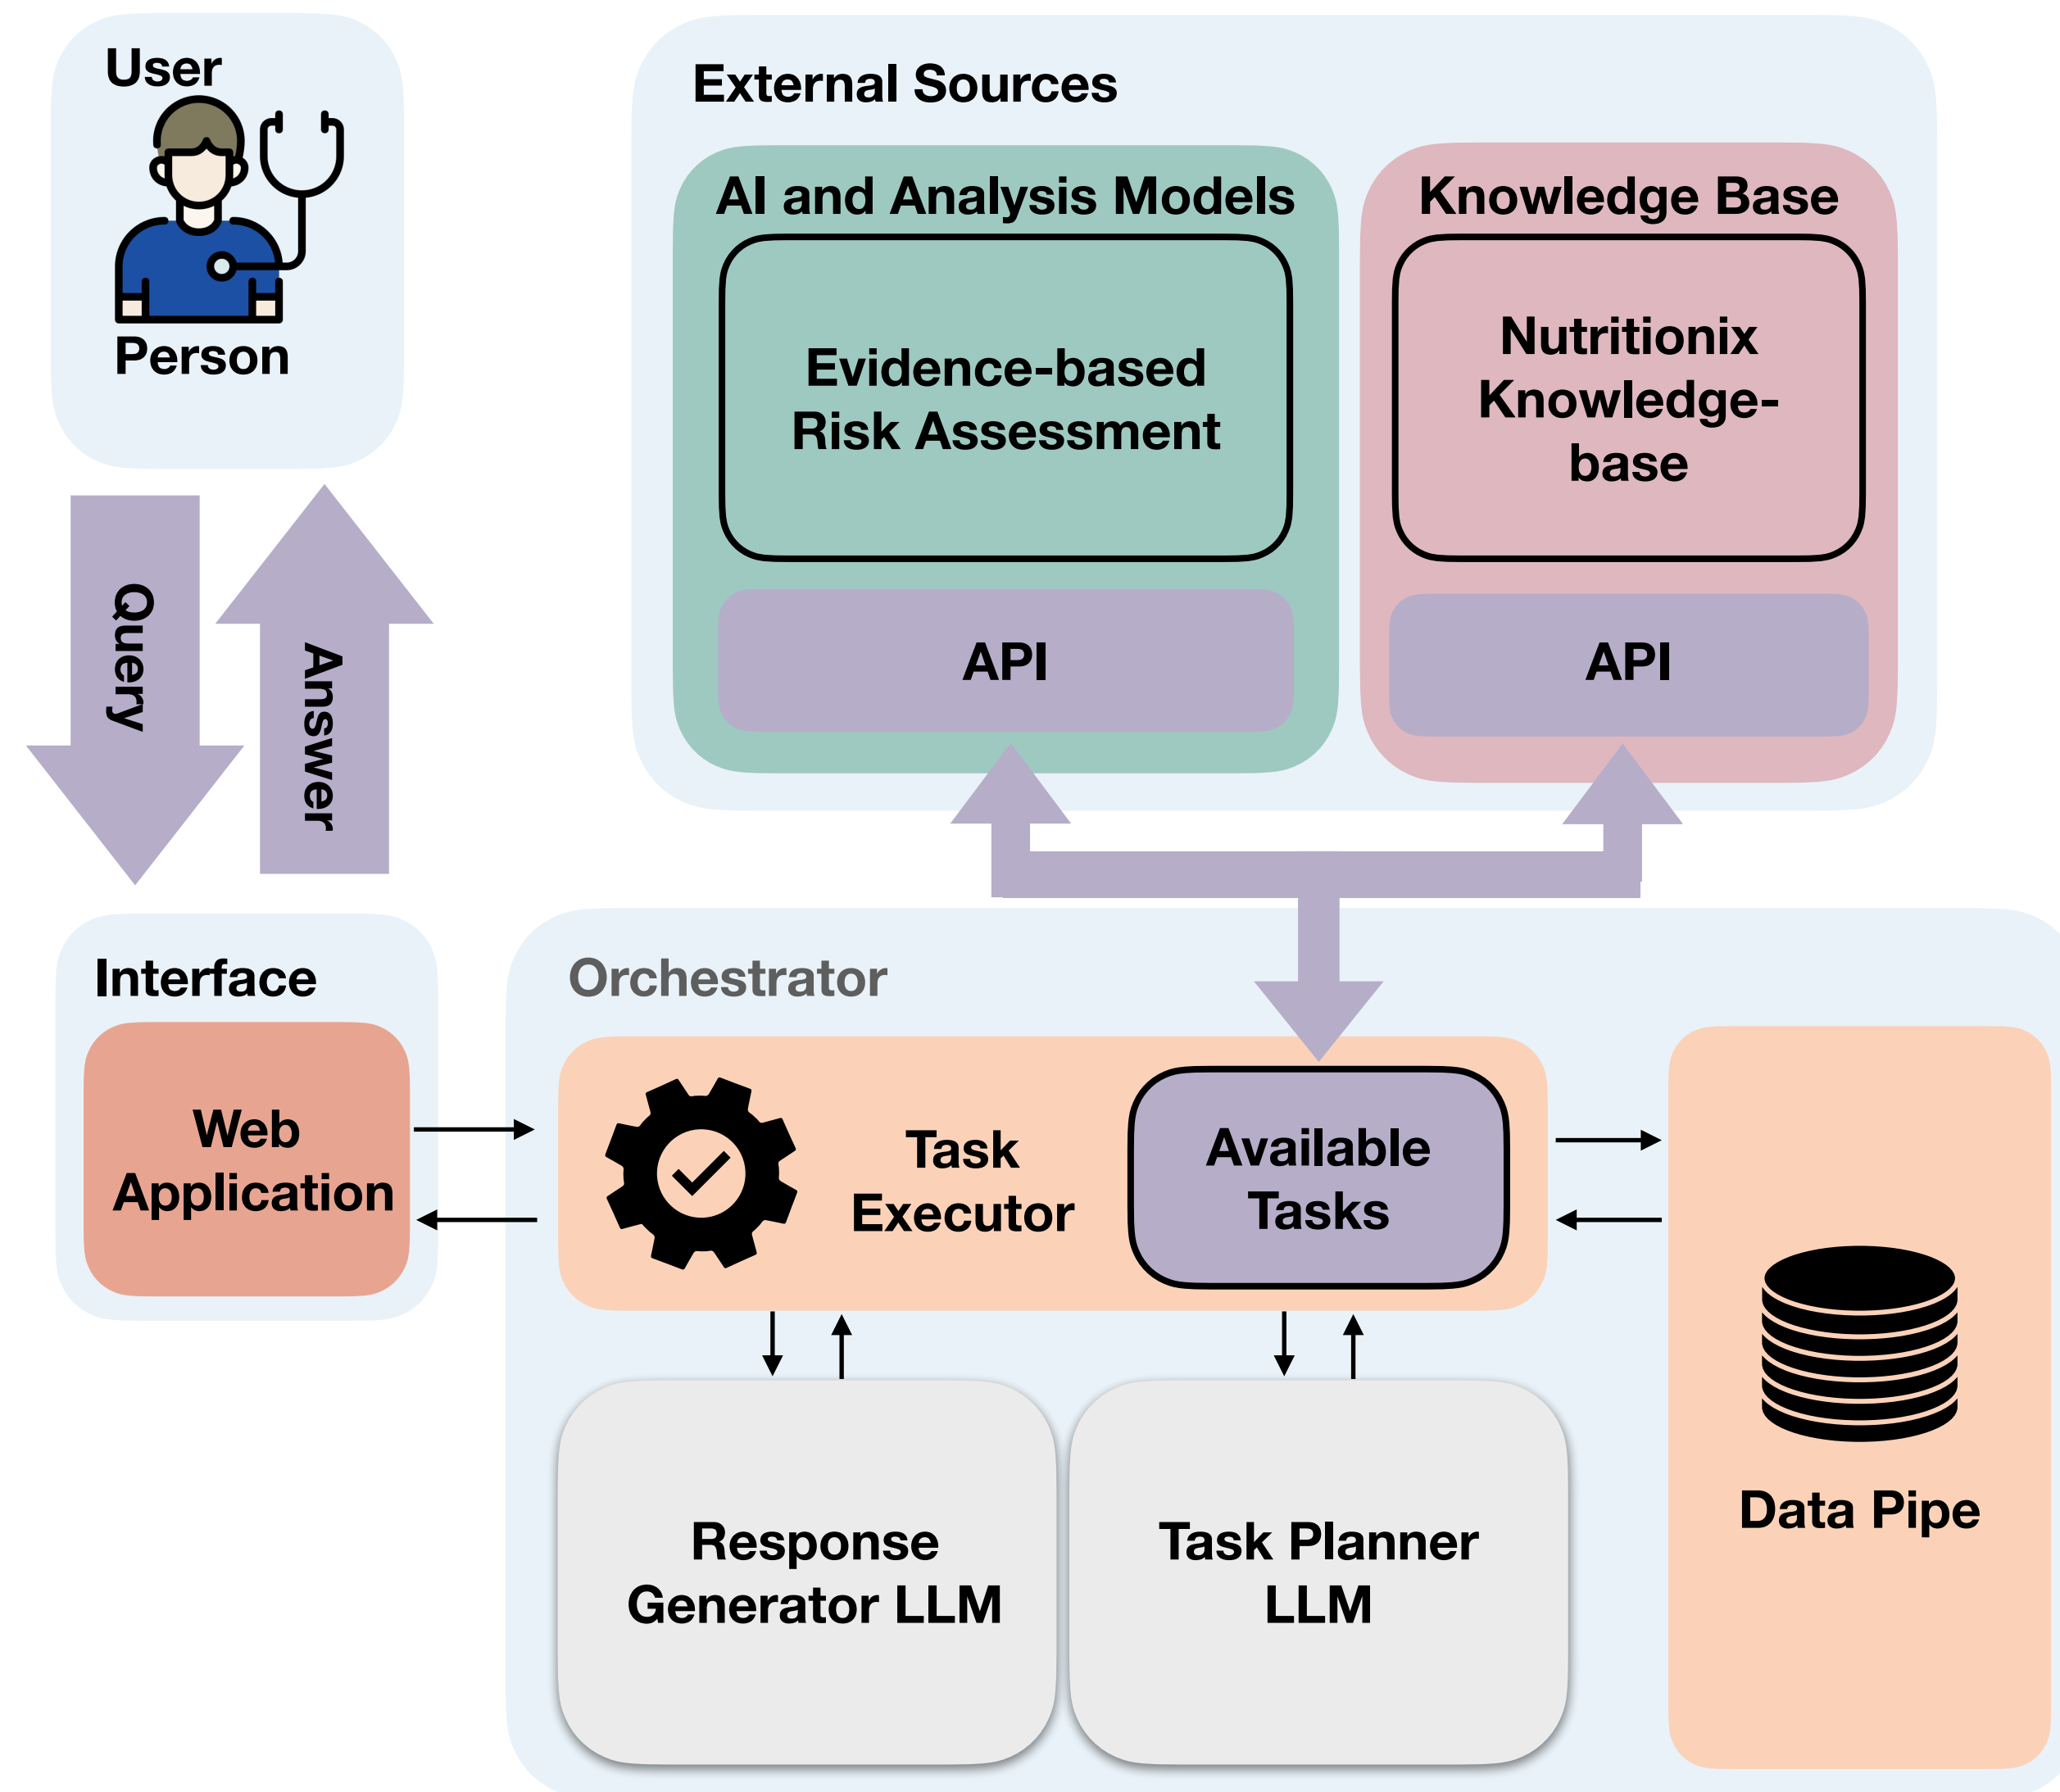 User
Person
External Sources
AI and Analysis Models
Evidence-based
Risk Assessment
API
Knowledge Base
Nutritionix
Knowledge-
base
API
Query
Answer
Interface
Web
Application
Orchestrator
Task
Executor
Available
Tasks
Response
Generator LLM
Task Planner
LLM
Data Pipe